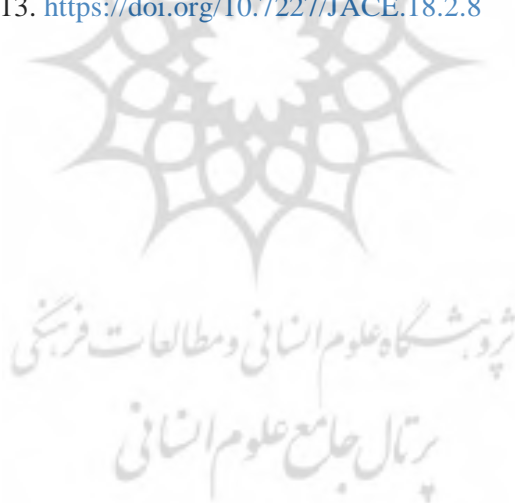 13. https://doi.org/10.7227/JACE.18.2.8
پژوهشگاه علوم انسانی و مطالعات فرهنگی
پرتال جامع علوم انسانی